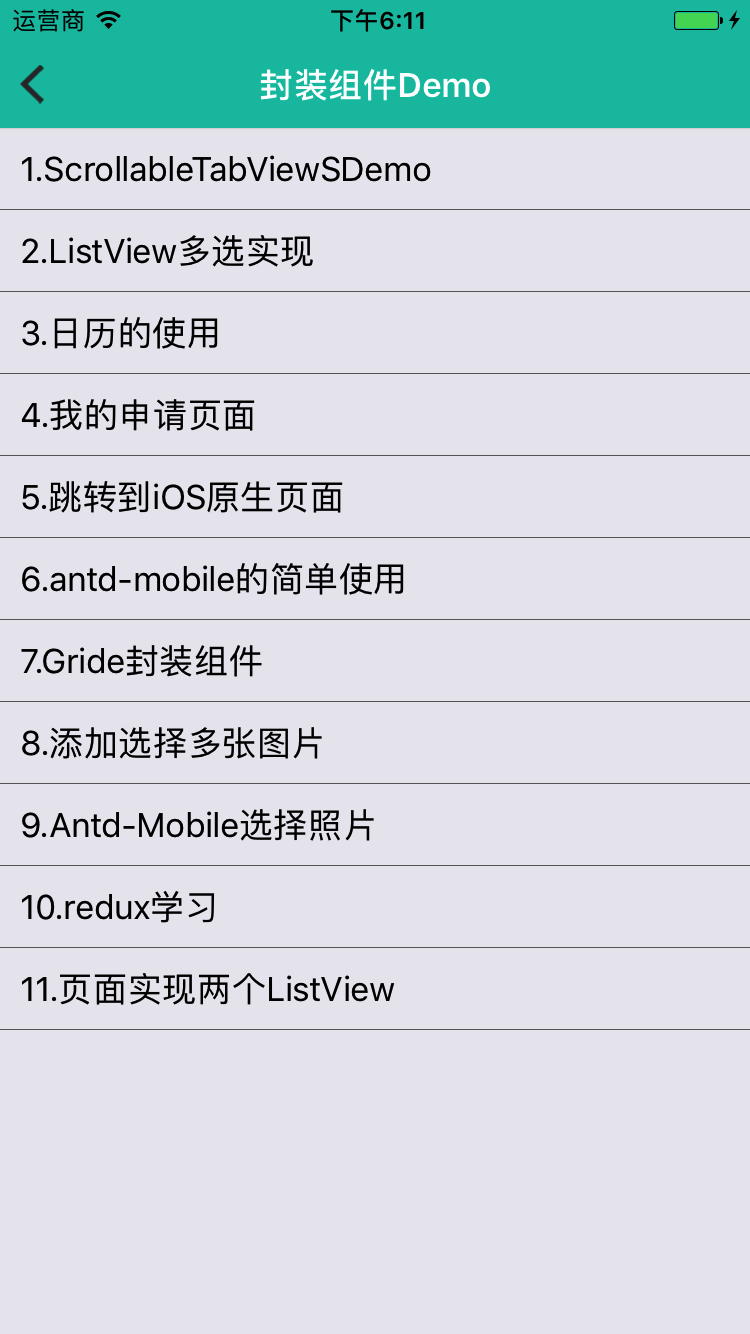 运营商 下午6:11
封装组件Demo
1.ScrollableTabViewSDemo
2.ListView多选实现
3.日历的使用
4.我的申请页面
5.跳转到iOS原生页面
6.antd-mobile的简单使用
7.Gride封装组件
8.添加选择多张图片
9.Antd-Mobile选择照片
10.redux学习
11.页面实现两个ListView